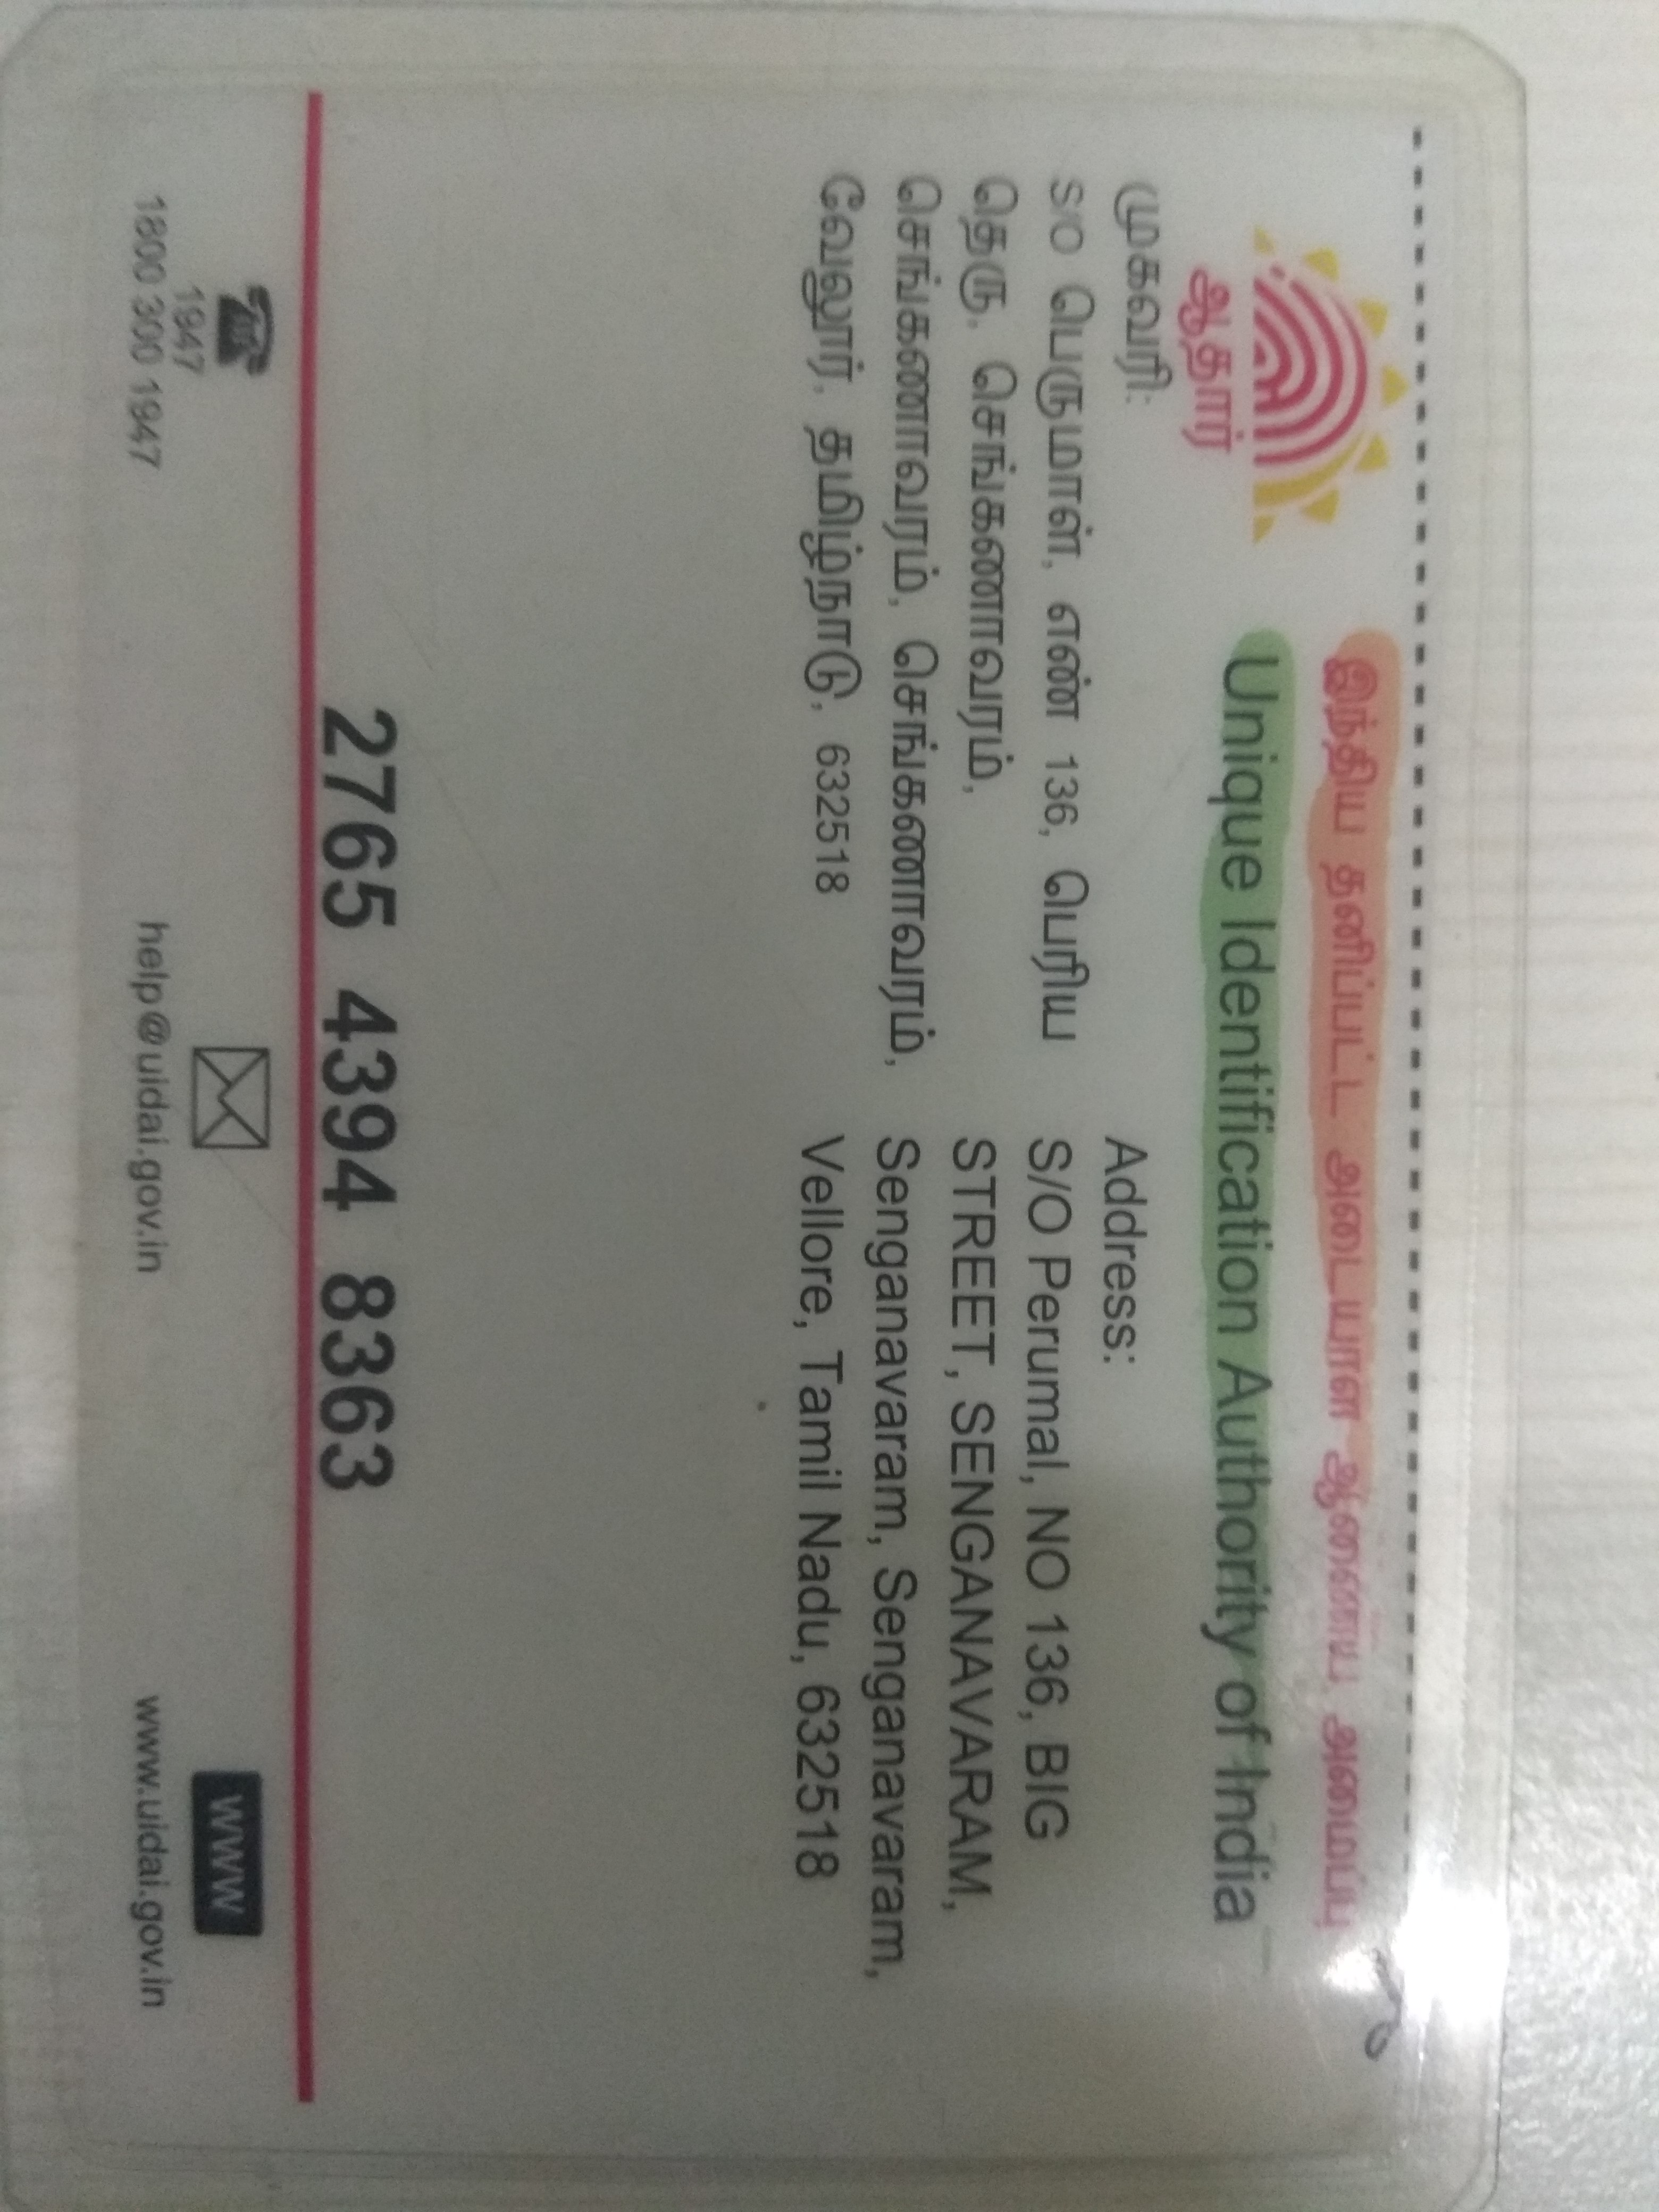 இந்திய தனிப்பட்ட அடையாள ஆணைய அமைப்பு
Unique Identification Authority of India
ஆதார்
முகவரி:
S/O பெருமாள், எண் 136, பெரிய
தெரு, செங்கணாவரம்,
செங்கணாவரம், செங்கணாவரம்,
வேலூர், தமிழ்நாடு, 632518
Address:
S/O Perumal, NO 136, BIG
STREET, SENGANAVARAM,
Senganavaram, Senganavaram,
Vellore, Tamil Nadu, 632518
2765 4394 8363
1947
1800 300 1947
help@uidai.gov.in
WWW
www.uidai.gov.in